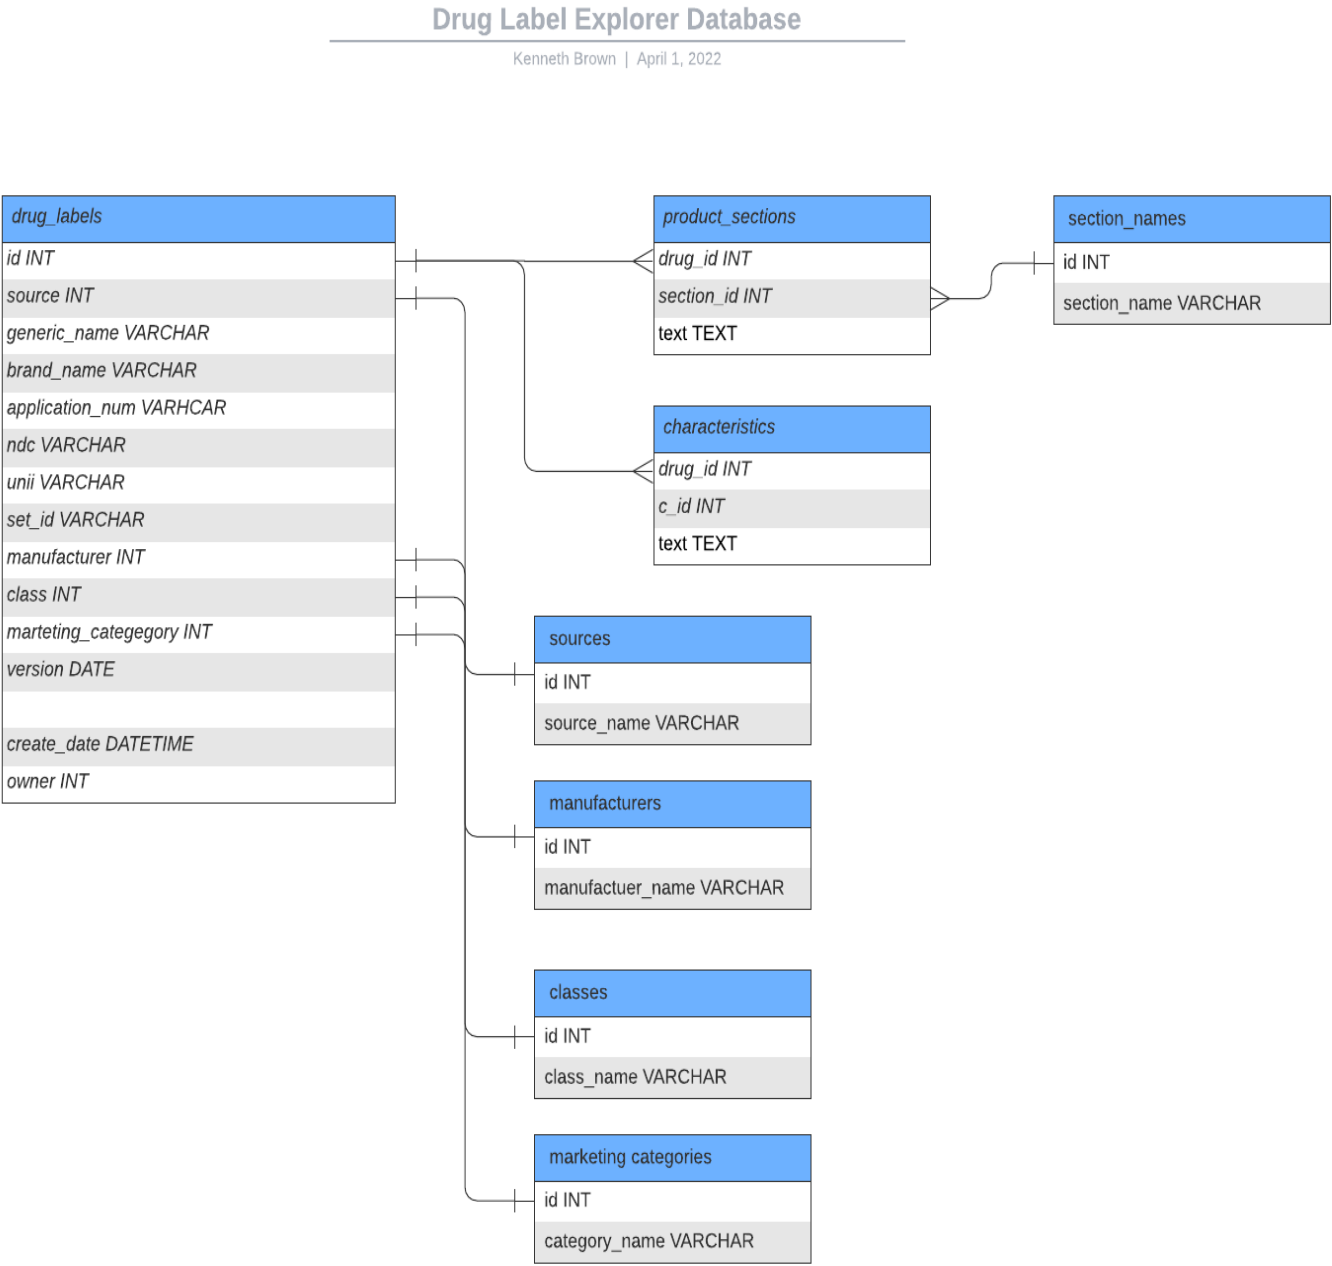 Drug Label Explorer Database
Kenneth Brown | April 1, 2022
drug_labels
id INT
source INT
generic_name VARCHAR
brand_name VARCHAR
application_num VARHCAR
ndc VARCHAR
unii VARCHAR
set_id VARCHAR
manufacturer INT
class INT
marteting_categegory INT
version DATE
create_date DATETIME
owner INT
product_sections
drug_id INT
section_id INT
text TEXT
section_names
id INT
section_name VARCHAR
characteristics
drug_id INT
c_id INT
text TEXT
sources
id INT
source_name VARCHAR
manufacturers
id INT
manufactuer_name VARCHAR
classes
id INT
class_name VARCHAR
marketing categories
id INT
category_name VARCHAR